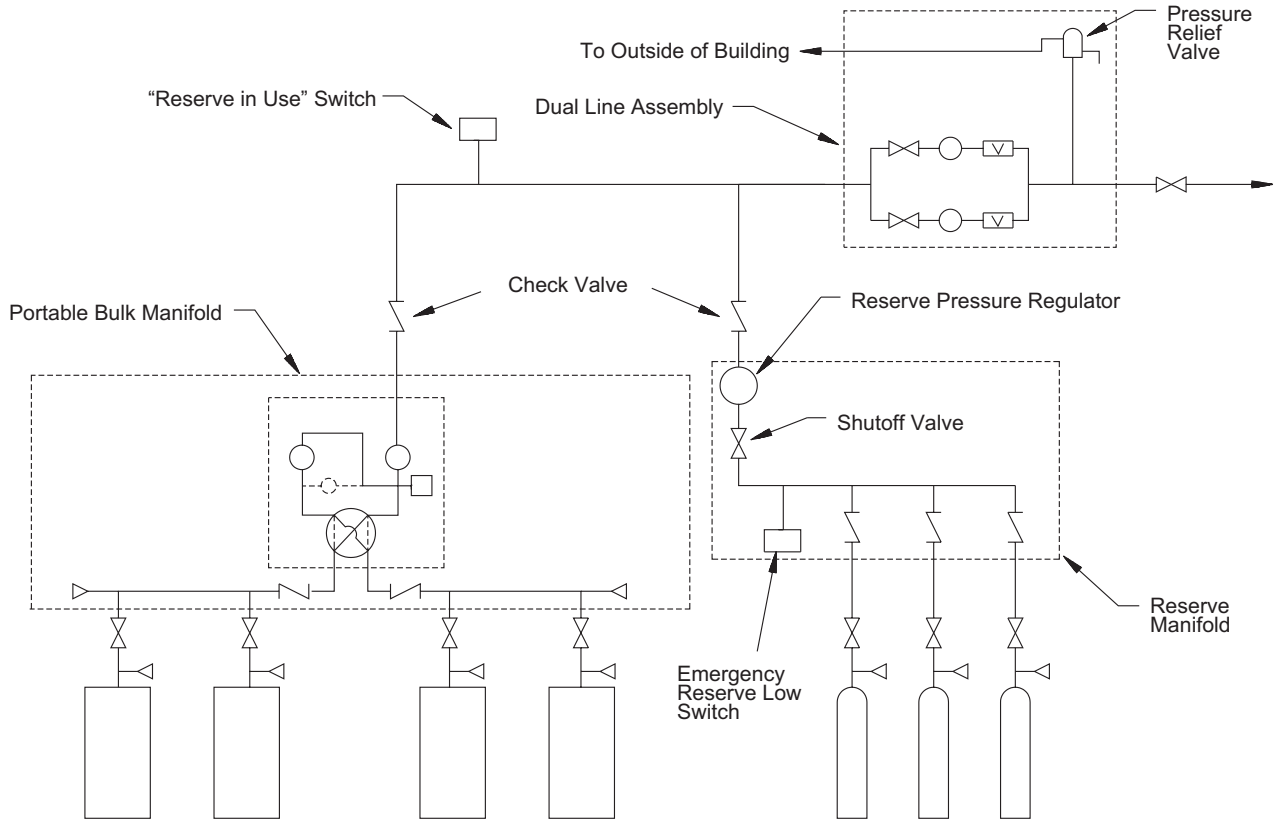 Pressure
Relief
Valve
To Outside of Building
“Reserve in Use” Switch
Dual Line Assembly
Check Valve
Reserve Pressure Regulator
Portable Bulk Manifold
Shutoff Valve
Reserve
Manifold
Emergency
Reserve Low
Switch